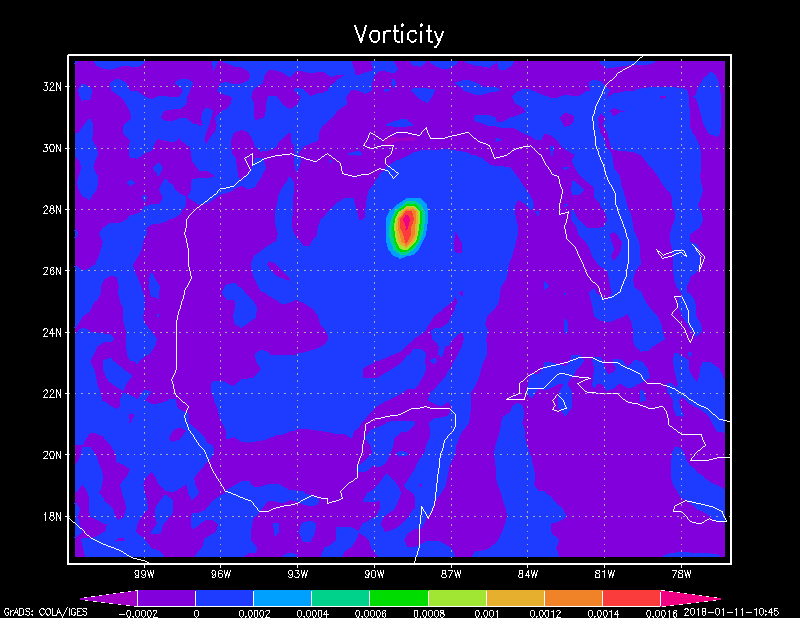 Vorticity
32N
30N
28N
26N
24N
22N
20N
18N
99W 96W 93W 90W 87W 84W 81W 78W
-0.0002 0 0.0002 0.0004 0.0006 0.0008 0.001 0.0012 0.0014 0.0016
GrADS: COLA/IGES 2018-01-11-10:45